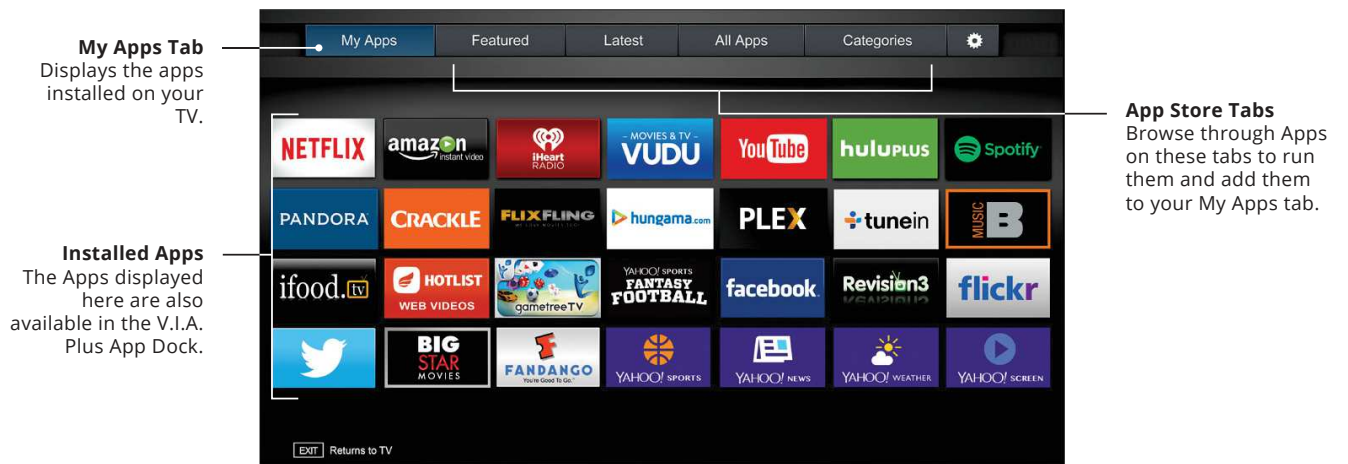 My Apps Tab
Displays the apps
installed on your
TV.
Installed Apps
The Apps displayed
here are also
available in the V.I.A.
Plus App Dock.
My Apps
Featured
Latest
All Apps
Categories
NETFLIX
amazon
instant video
iHeart
RADIO
- MOVIES & TV -
VUDU
YouTube
huluPLUS
Spotify
PANDORA
CRACKLE
FLIXFLING
hungama.com
PLEX
tunein
MUSIC
B
ifood.tv
HOTLIST
WEB VIDEOS
gametreeTV
YAHOO! SPORTS
FANTASY
FOOTBALL
facebook
Revision3
flickr
BIG
STAR
MOVIES
FANDANGO
You're Good To Go.
YAHOO! SPORTS
YAHOO! NEWS
YAHOO! WEATHER
YAHOO! SCREEN
EXIT Returns to TV
App Store Tabs
Browse through Apps
on these tabs to run
them and add them
to your My Apps tab.